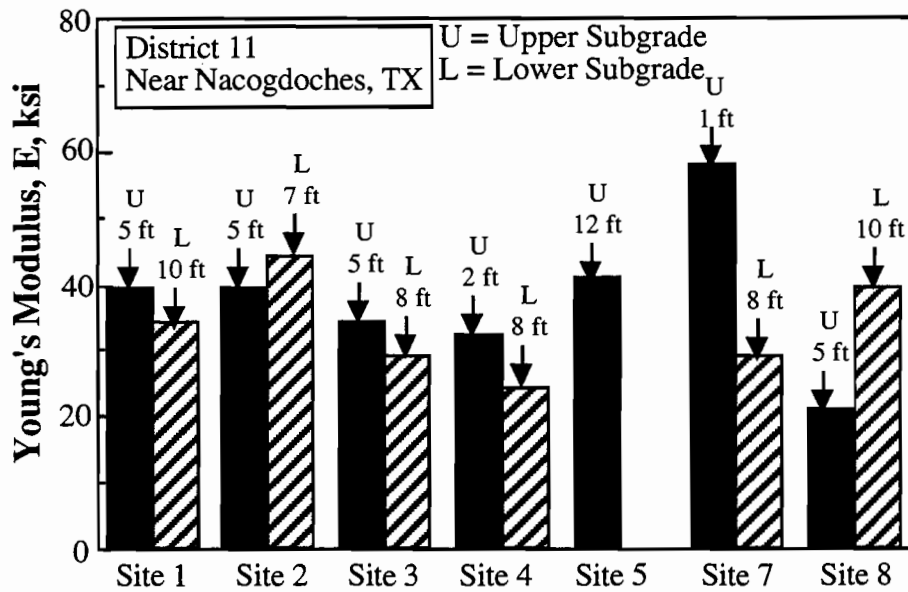 Young's Modulus, E, ksi
80
60
40
20
0
District 11
Near Nacogdoches, TX
U = Upper Subgrade
L = Lower Subgrade
U
5 ft
L
10 ft
U
5 ft
L
7 ft
U
5 ft
L
8 ft
U
2 ft
L
8 ft
U
12 ft
U
1 ft
L
8 ft
U
5 ft
L
10 ft
Site 1 Site 2 Site 3 Site 4 Site 5 Site 7 Site 8